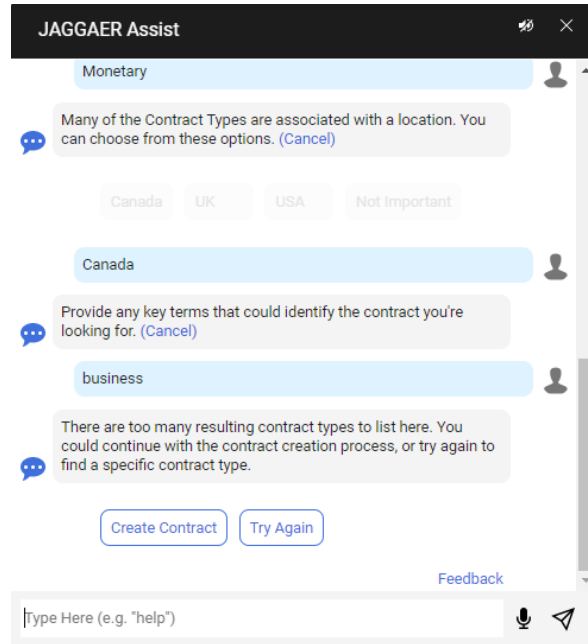 JAGGAER Assist
Monetary
Many of the Contract Types are associated with a location. You
can choose from these options. (Cancel)
Canada UK USA Not Important
Canada
Provide any key terms that could identify the contract you're
looking for. (Cancel)
business
There are too many resulting contract types to list here. You
could continue with the contract creation process, or try again to
find a specific contract type.
Create Contract Try Again
Feedback
Type Here (e.g. "help")